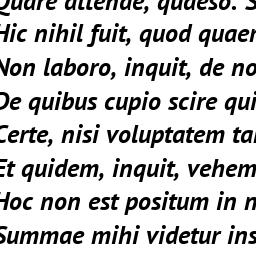 Quare attende, quaeso.
Hic nihil fuit, quod
Non laboro, inquit, de
De quibus cupio scire
Certe, nisi voluptatem
Et quidem, inquit,
Hoc non est positum in
Summae mihi videtur